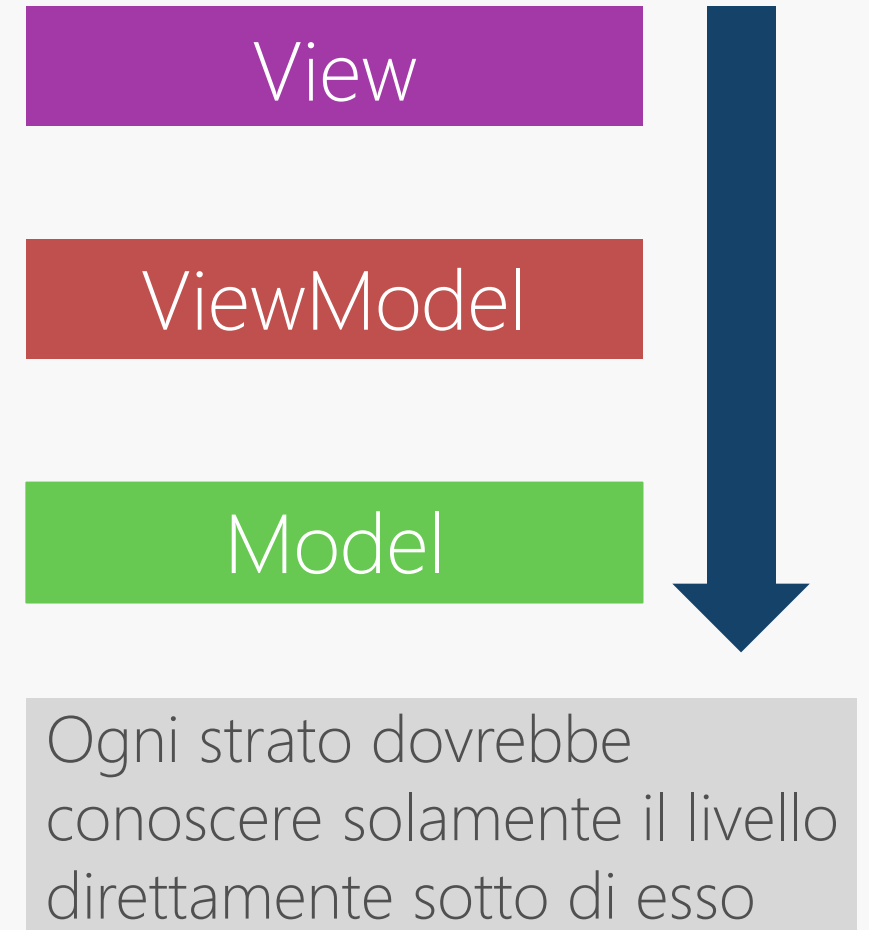 View
ViewModel
Model
Ogni strato dovrebbe
conoscere solamente il livello
direttamente sotto di esso